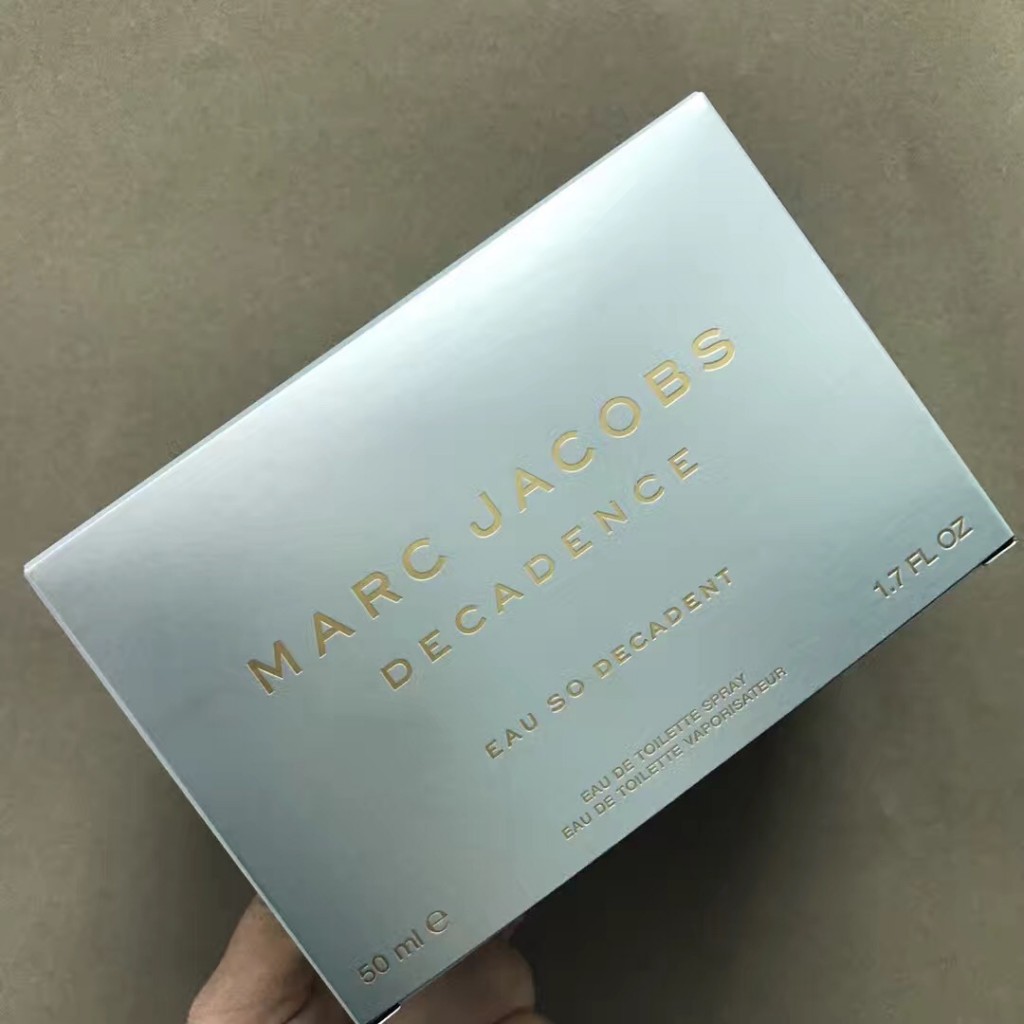 MARC JACOBS
DECADENCE
EAU SO DECADENT
EAU DE TOILETTE SPRAY
EAU DE TOILETTE VAPORISATEUR
50 ml ℮
1.7 FL OZ